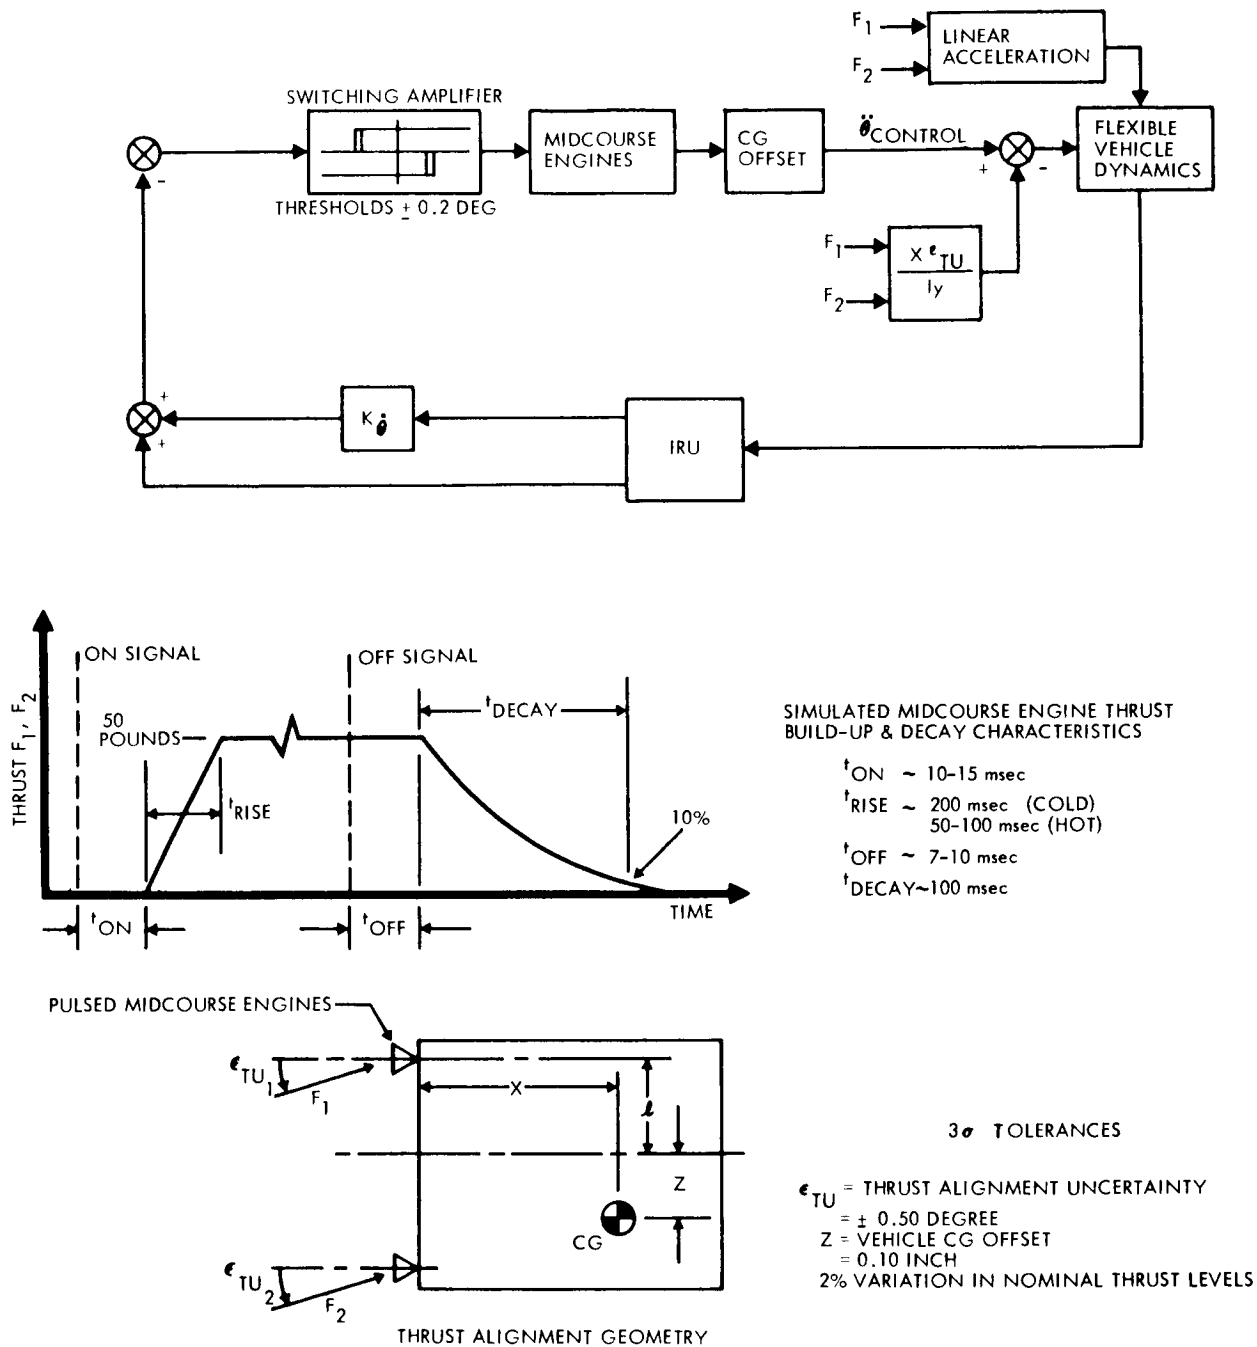 F1
F2
LINEAR
ACCELERATION
SWITCHING AMPLIFIER
MIDCOURSE
ENGINES
CG
OFFSET
θ̈CONTROL
FLEXIBLE
VEHICLE
DYNAMICS
+
-
-
THRESHOLDS ± 0.2 DEG
F1
F2
X ϵTU
Iy
+
+
Kθ̇
IRU
THRUST F1, F2
ON SIGNAL
OFF SIGNAL
50
POUNDS
tDECAY
tRISE
10%
TIME
tON
tOFF
SIMULATED MIDCOURSE ENGINE THRUST
BUILD-UP & DECAY CHARACTERISTICS
tON ~ 10-15 msec
tRISE ~ 200 msec (COLD)
50-100 msec (HOT)
tOFF ~ 7-10 msec
tDECAY~100 msec
PULSED MIDCOURSE ENGINES
ϵTU1
F1
X
ℓ
Z
CG
ϵTU2
F2
THRUST ALIGNMENT GEOMETRY
3σ TOLERANCES
ϵTU = THRUST ALIGNMENT UNCERTAINTY
= ± 0.50 DEGREE
Z = VEHICLE CG OFFSET
= 0.10 INCH
2% VARIATION IN NOMINAL THRUST LEVELS